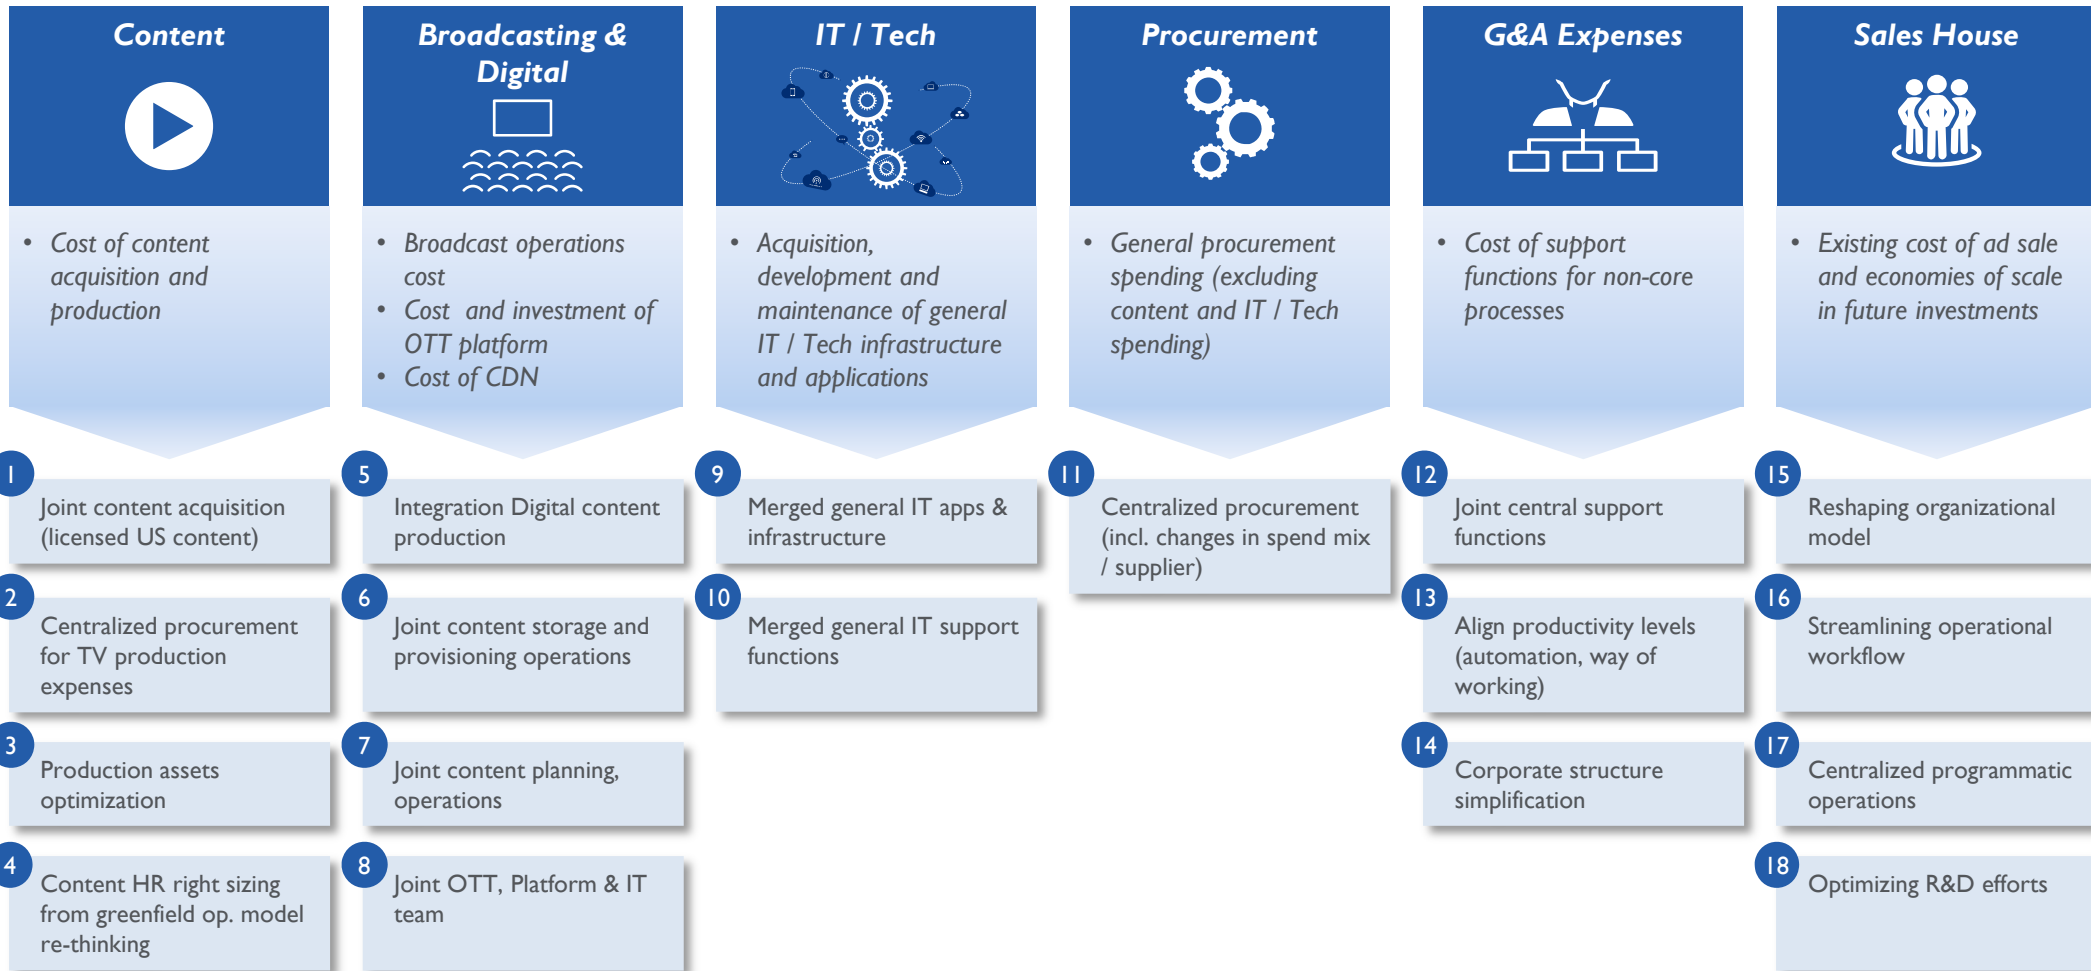 Content
Broadcasting &
Digital
IT / Tech
Procurement
G&A Expenses
Sales House
• Cost of content
acquisition and
production
• Broadcast operations
cost
• Cost and investment of
OTT platform
• Cost of CDN
• Acquisition,
development and
maintenance of general
IT / Tech infrastructure
and applications
• General procurement
spending (excluding
content and IT / Tech
spending)
• Cost of support
functions for non-core
processes
• Existing cost of ad sale
and economies of scale
in future investments
1
Joint content acquisition
(licensed US content)
2
Centralized procurement
for TV production
expenses
3
Production assets
optimization
4
Content HR right sizing
from greenfield op. model
re-thinking
5
Integration Digital content
production
6
Joint content storage and
provisioning operations
7
Joint content planning,
operations
8
Joint OTT, Platform & IT
team
9
Merged general IT apps &
infrastructure
10
Merged general IT support
functions
11
Centralized procurement
(incl. changes in spend mix
/ supplier)
12
Joint central support
functions
13
Align productivity levels
(automation, way of
working)
14
Corporate structure
simplification
15
Reshaping organizational
model
16
Streamlining operational
workflow
17
Centralized programmatic
operations
18
Optimizing R&D efforts